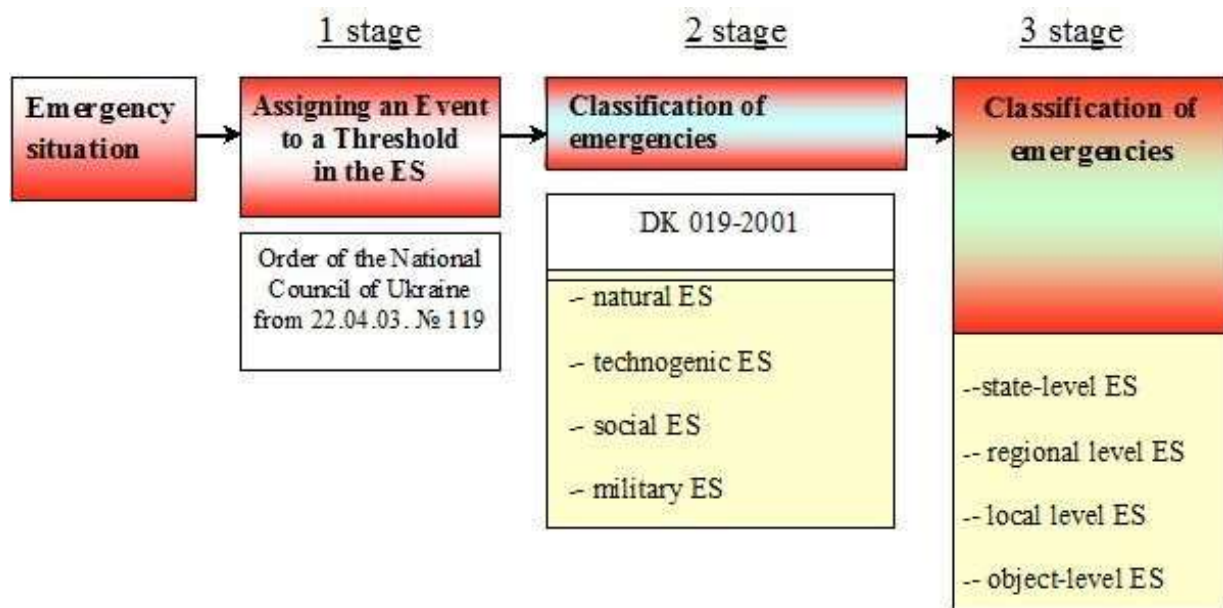 1 stage
2 stage
3 stage
Emergency
situation
Assigning an Event
to a Threshold
in the ES
Order of the National
Council of Ukraine
from 22.04.03. № 119
Classification of
emergencies
DK 019-2001
-- natural ES
-- technogenic ES
-- social ES
-- military ES
Classification of
emergencies
--state-level ES
-- regional level ES
-- local level ES
-- object-level ES